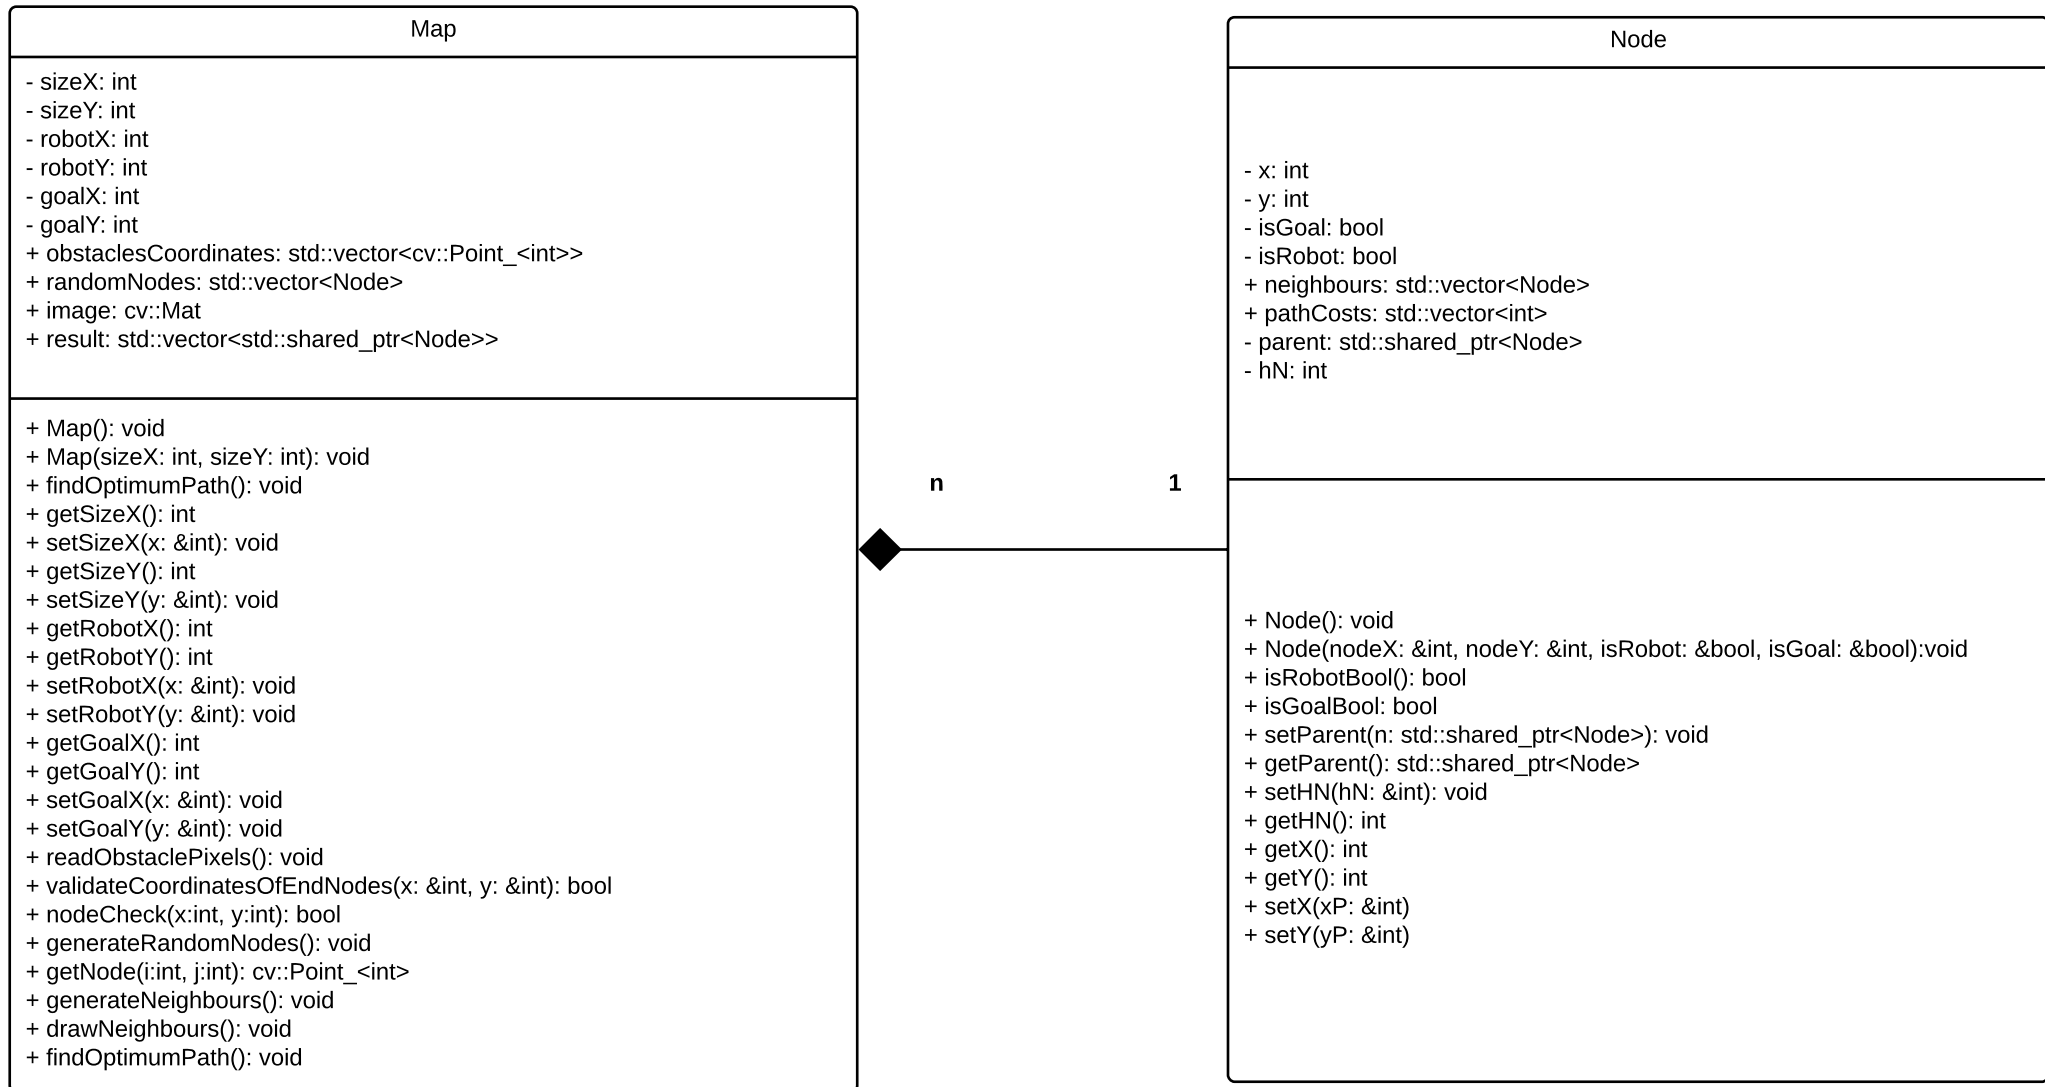 Map
- sizeX: int
- sizeY: int
- robotX: int
- robotY: int
- goalX: int
- goalY: int
+ obstaclesCoordinates: std::vector<cv::Point_<int>>
+ randomNodes: std::vector<Node>
+ image: cv::Mat
+ result: std::vector<std::shared_ptr<Node>>
+ Map(): void
+ Map(sizeX: int, sizeY: int): void
+ findOptimumPath(): void
+ getSizeX(): int
+ setSizeX(x: &int): void
+ getSizeY(): int
+ setSizeY(y: &int): void
+ getRobotX(): int
+ getRobotY(): int
+ setRobotX(x: &int): void
+ setRobotY(y: &int): void
+ getGoalX(): int
+ getGoalY(): int
+ setGoalX(x: &int): void
+ setGoalY(y: &int): void
+ readObstaclePixels(): void
+ validateCoordinatesOfEndNodes(x: &int, y: &int): bool
+ nodeCheck(x:int, y:int): bool
+ generateRandomNodes(): void
+ getNode(i:int, j:int): cv::Point_<int>
+ generateNeighbours(): void
+ drawNeighbours(): void
+ findOptimumPath(): void
n
1
Node
- x: int
- y: int
- isGoal: bool
- isRobot: bool
+ neighbours: std::vector<Node>
+ pathCosts: std::vector<int>
- parent: std::shared_ptr<Node>
- hN: int
+ Node(): void
+ Node(nodeX: &int, nodeY: &int, isRobot: &bool, isGoal: &bool):void
+ isRobotBool(): bool
+ isGoalBool: bool
+ setParent(n: std::shared_ptr<Node>): void
+ getParent(): std::shared_ptr<Node>
+ setHN(hN: &int): void
+ getHN(): int
+ getX(): int
+ getY(): int
+ setX(xP: &int)
+ setY(yP: &int)